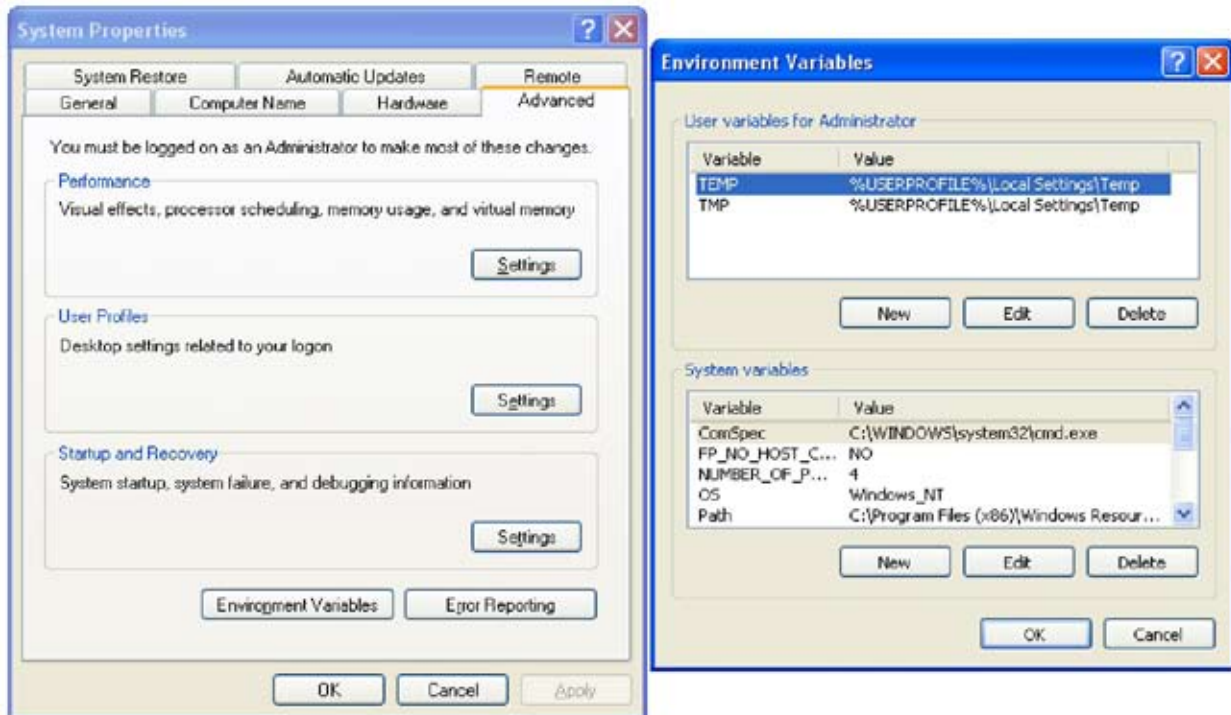 System Properties
System Restore Automatic Updates Remote
General Computer Name Hardware Advanced
You must be logged on as an Administrator to make most of these changes.
Performance
Visual effects, processor scheduling, memory usage, and virtual memory
Settings
User Profiles
Desktop settings related to your logon
Settings
Startup and Recovery
System startup, system failure, and debugging information
Settings
Environment Variables Error Reporting
OK Cancel Apply
Environment Variables
User variables for Administrator
Variable Value
TEMP %USERPROFILE%\Local Settings\Temp
TMP %USERPROFILE%\Local Settings\Temp
New Edit Delete
System variables
Variable Value
ComSpec C:\WINDOWS\system32\cmd.exe
FP_NO_HOST_C... NO
NUMBER_OF_P... 4
OS Windows_NT
Path C:\Program Files (x86)\Windows Resour...
New Edit Delete
OK Cancel